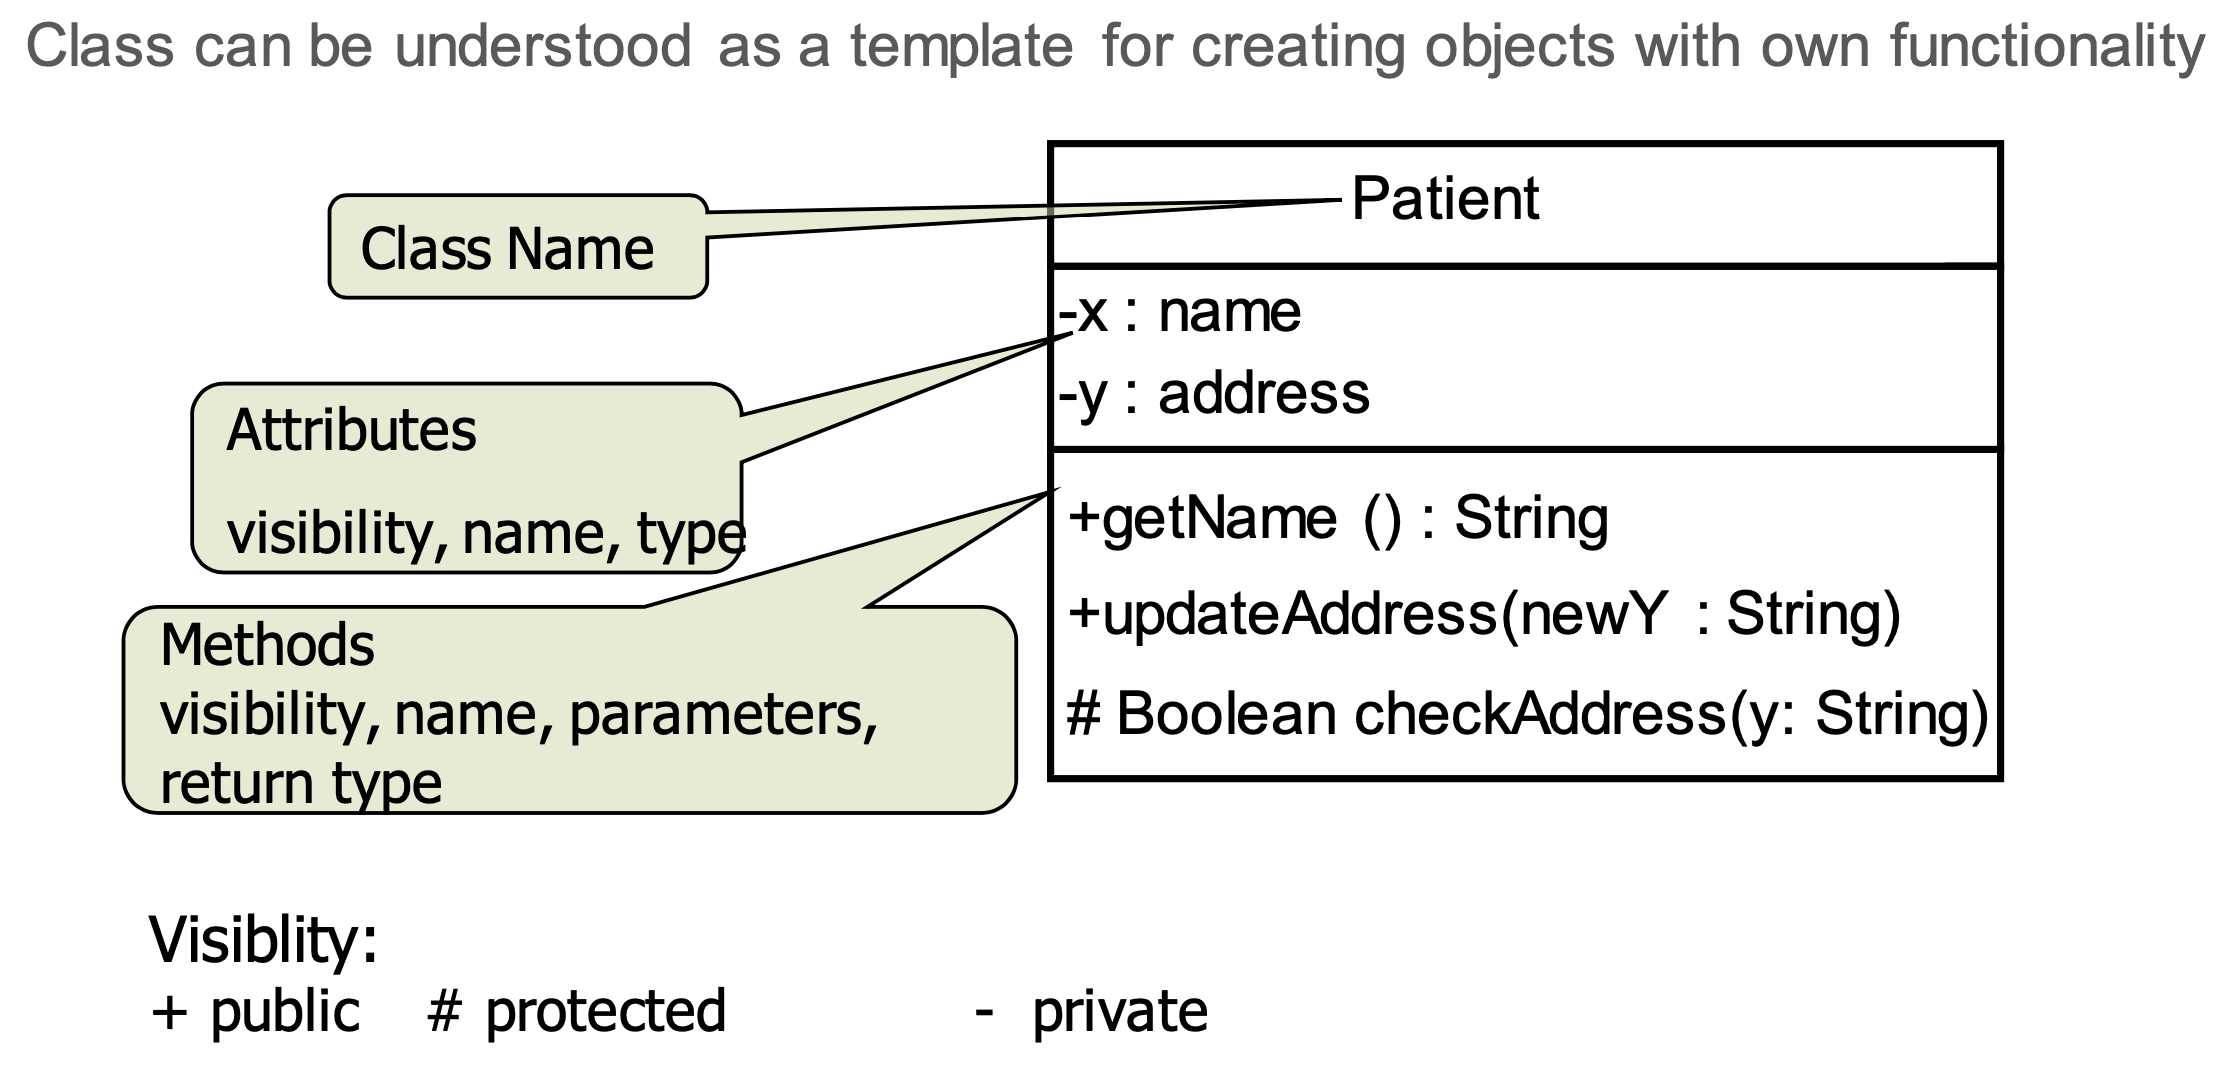 Class can be understood as a template for creating objects with own functionality
Patient
Class Name
-x : name
-y : address
Attributes
visibility, name, type
+getName () : String
+updateAddress(newY : String)
# Boolean checkAddress(y: String)
Methods
visibility, name, parameters,
return type
Visiblity:
+ public # protected - private